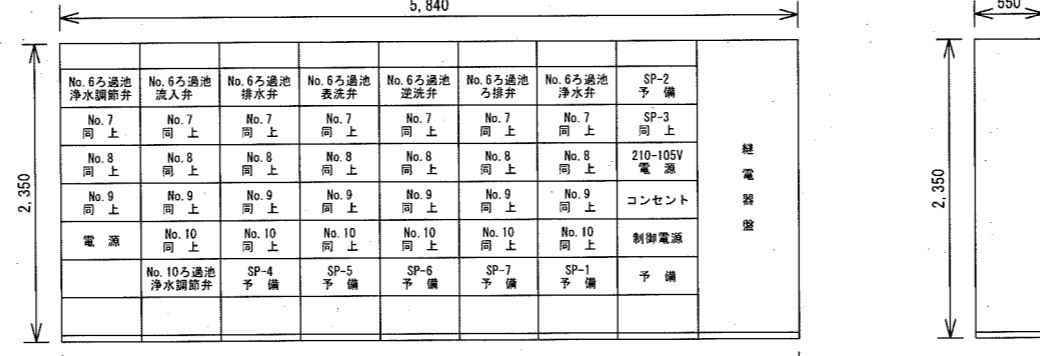 5,840
550
2,350
2,350
No.6ろ過池 No.6ろ過池 No.6ろ過池 No.6ろ過池 No.6ろ過池 No.6ろ過池 No.6ろ過池 SP-2
浄水調節弁 流入弁 排水弁 表洗弁 逆洗弁 ろ排弁 浄水弁 予 備
No.7 No.7 No.7 No.7 No.7 No.7 No.7 SP-3
同 上 同 上 同 上 同 上 同 上 同 上 同 上 同 上
No.8 No.8 No.8 No.8 No.8 No.8 No.8 210-105V
同 上 同 上 同 上 同 上 同 上 同 上 同 上 電 源
No.9 No.9 No.9 No.9 No.9 No.9 No.9 コンセント
同 上 同 上 同 上 同 上 同 上 同 上 同 上
電 源 No.10 No.10 No.10 No.10 No.10 No.10 制御電源
同 上 同 上 同 上 同 上 同 上 同 上
No.10ろ過池 SP-4 SP-5 SP-6 SP-7 SP-1 予 備
浄水調節弁 予 備 予 備 予 備 予 備 予 備
継電器盤